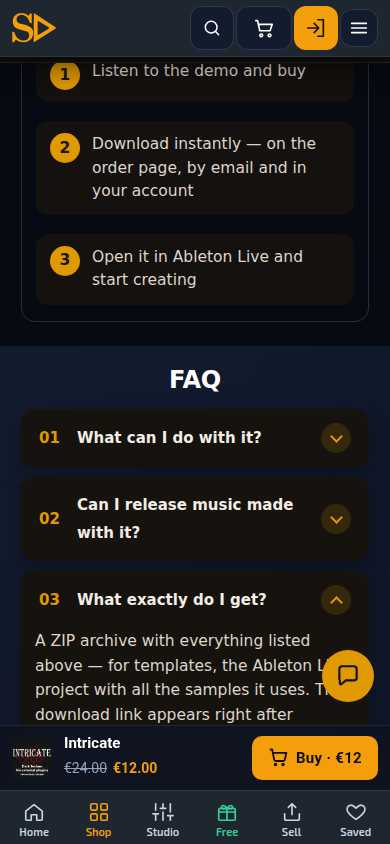 SD
1 Listen to the demo and buy
2 Download instantly — on the
order page, by email and in
your account
3 Open it in Ableton Live and
start creating
FAQ
01 What can I do with it?
02 Can I release music made
with it?
03 What exactly do I get?
A ZIP archive with everything listed
above — for templates, the Ableton
project with all the samples it uses.
download link appears right after
INTRICATE
Intricate
€24.00 €12.00
Buy · €12
Home Shop Studio Free Sell Saved